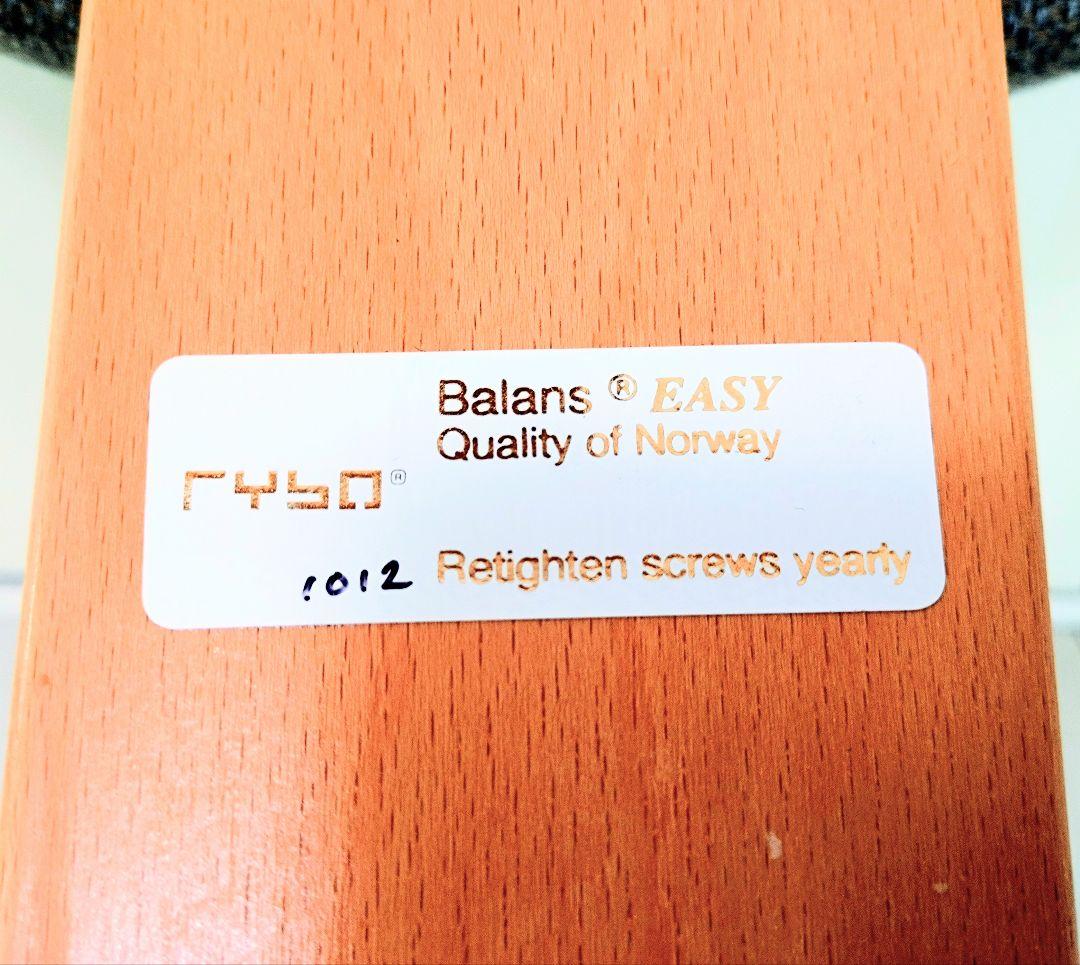 Balans ® EASY
Quality of Norway
rybo ®
1012
Retighten screws yearly